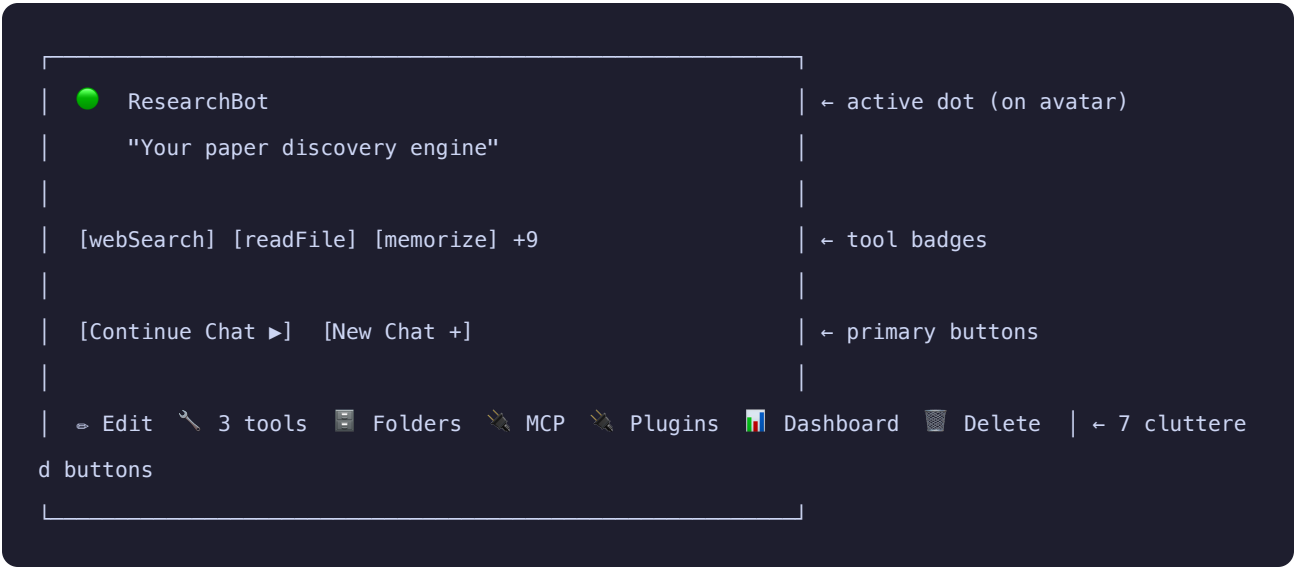 ResearchBot ← active dot (on avatar)
"Your paper discovery engine"
[webSearch] [readFile] [memorize] +9 ← tool badges
[Continue Chat ▶] [New Chat +] ← primary buttons
✏ Edit 🔧 3 tools 🗄 Folders 🔌 MCP 🔌 Plugins 📊 Dashboard 🗑 Delete │ ← 7 cluttere
d buttons